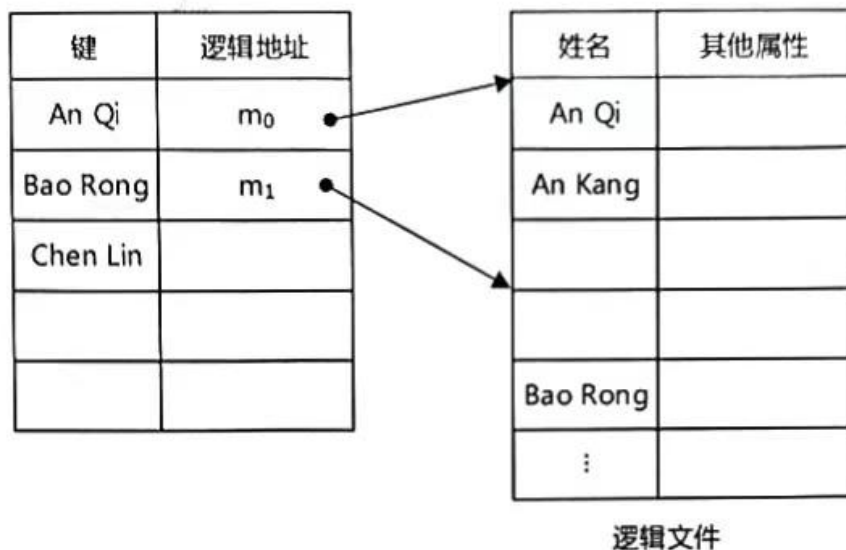 键 逻辑地址
An Qi m₀
Bao Rong m₁
Chen Lin
姓名 其他属性
An Qi
An Kang
Bao Rong
⋮
逻辑文件